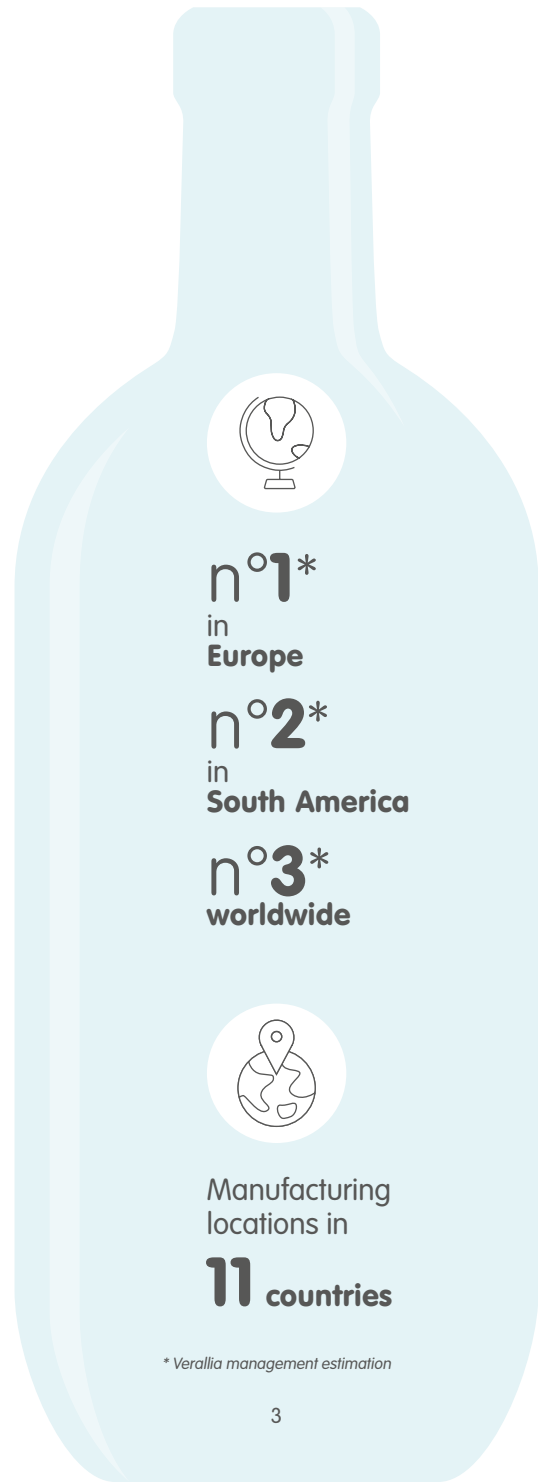 n°1*
in
Europe
n°2*
in
South America
n°3*
worldwide
Manufacturing
locations in
11 countries
* Verallia management estimation
3